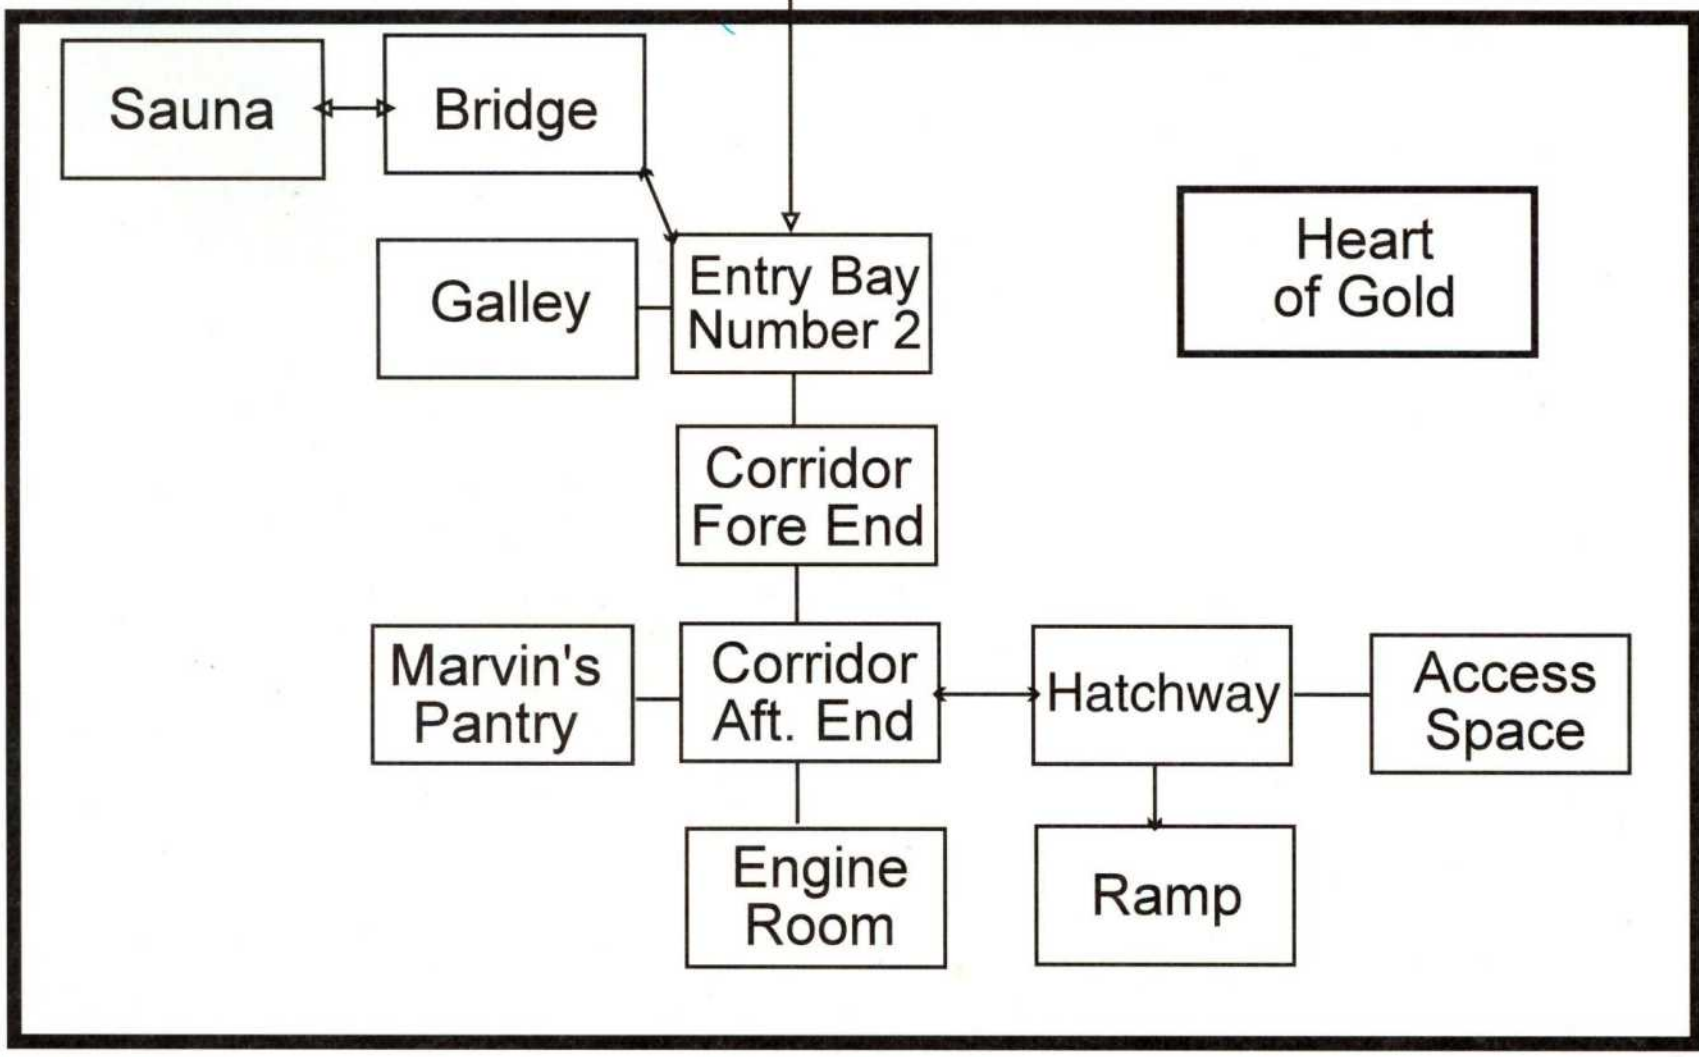 Sauna
Bridge
Heart
of Gold
Galley
Entry Bay
Number 2
Corridor
Fore End
Marvin's
Pantry
Corridor
Aft. End
Hatchway
Access
Space
Engine
Room
Ramp